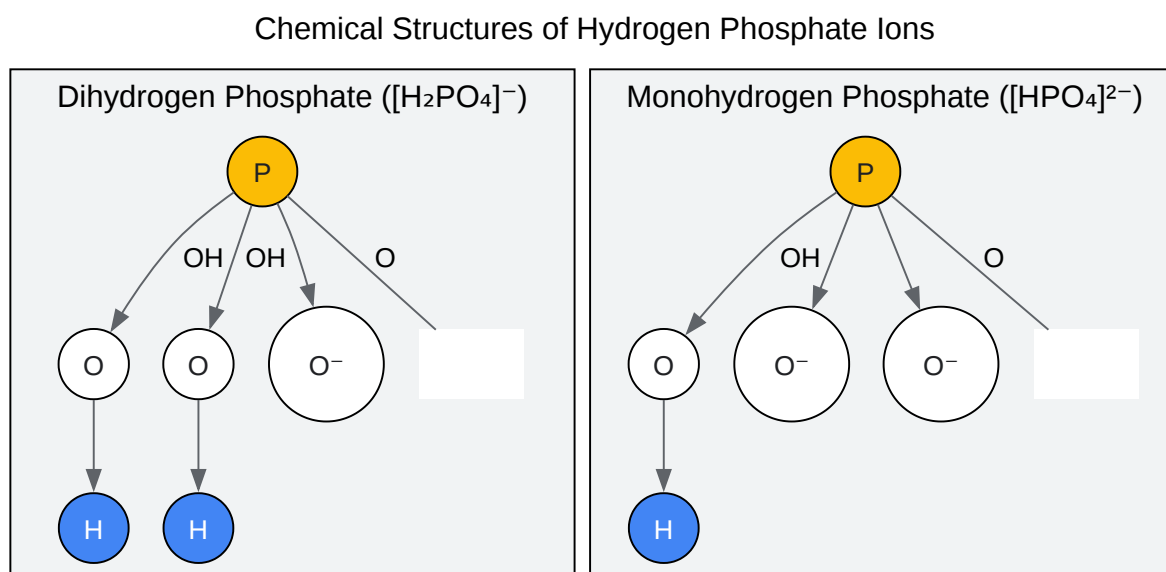 Chemical Structures of Hydrogen Phosphate Ions
Dihydrogen Phosphate ([H₂PO₄]⁻)
P
OH OH O
O O O⁻
H H
Monohydrogen Phosphate ([HPO₄]²⁻)
P
OH O
O O⁻ O⁻
H